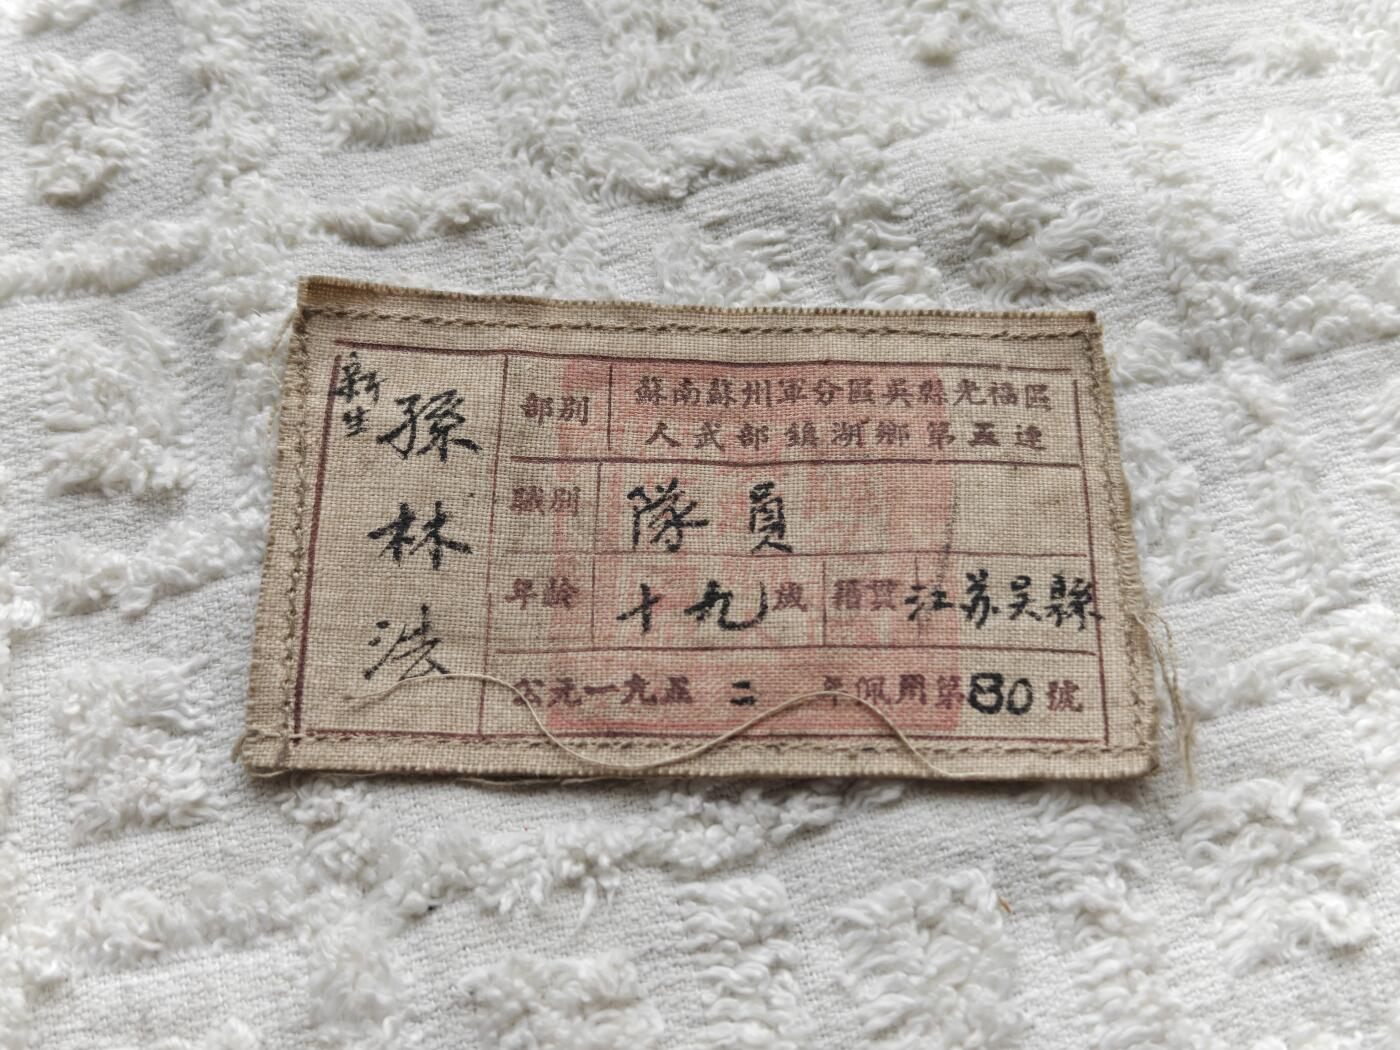 新生
孫林浩
部別
蘇南蘇州軍分區吳縣光福區
人武部鎮湖鄉第五連
職別
隊員
年齡
十九歲
籍貫
江苏吴縣
公元一九五二年佩用第80號